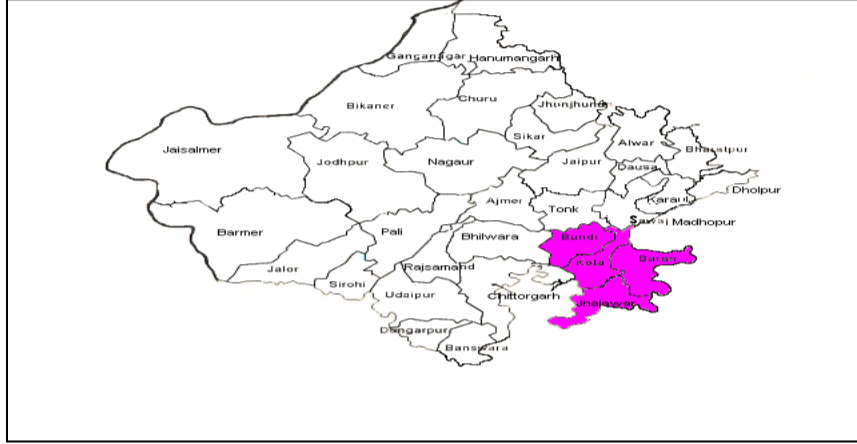 Ganganagar
Hanumangarh
Bikaner
Churu
Jhunjhunun
Sikar
Alwar
Bharatpur
Jaisalmer
Jodhpur
Nagaur
Jaipur
Dausa
Dholpur
Ajmer
Karauli
Tonk
Sawai Madhopur
Barmer
Pali
Bhilwara
Bundi
Kota
Baran
Jalor
Rajsamand
Sirohi
Udaipur
Chittorgarh
Jhalawar
Dungarpur
Banswara